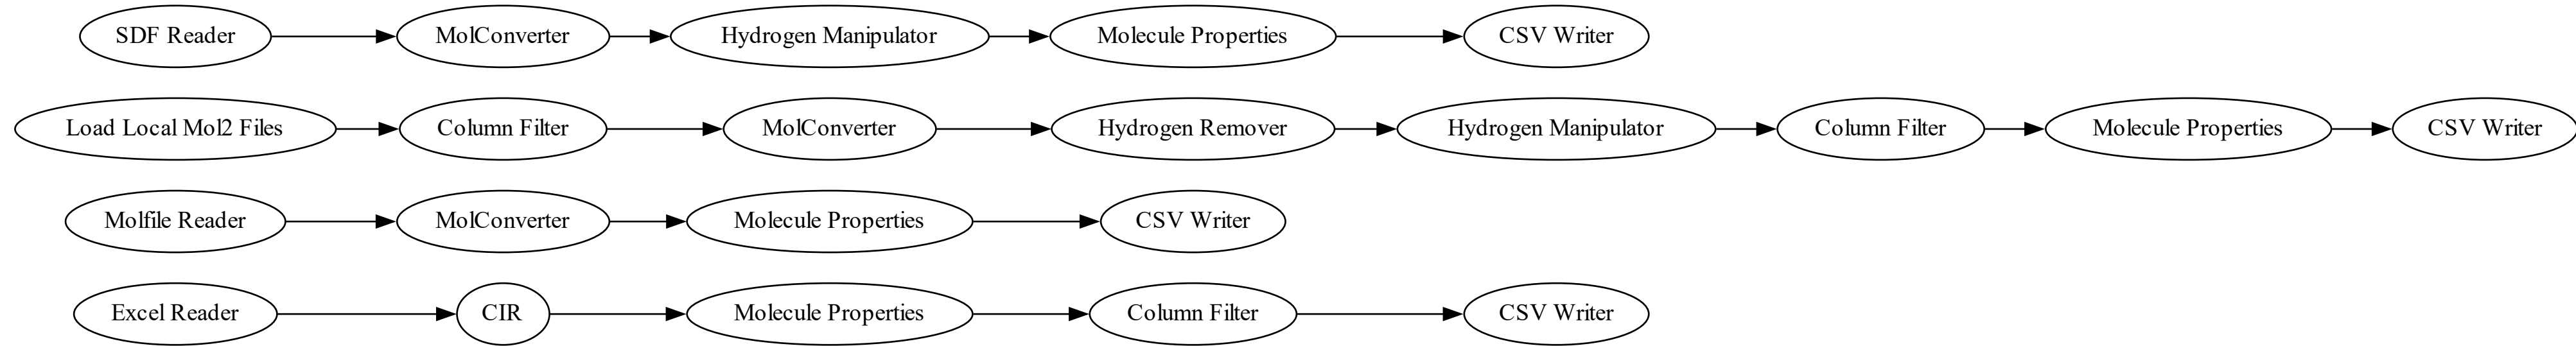 SDF Reader MolConverter Hydrogen Manipulator Molecule Properties CSV Writer
Load Local Mol2 Files Column Filter MolConverter Hydrogen Remover Hydrogen Manipulator Column Filter Molecule Properties CSV Writer
Molfile Reader MolConverter Molecule Properties CSV Writer
Excel Reader CIR Molecule Properties Column Filter CSV Writer